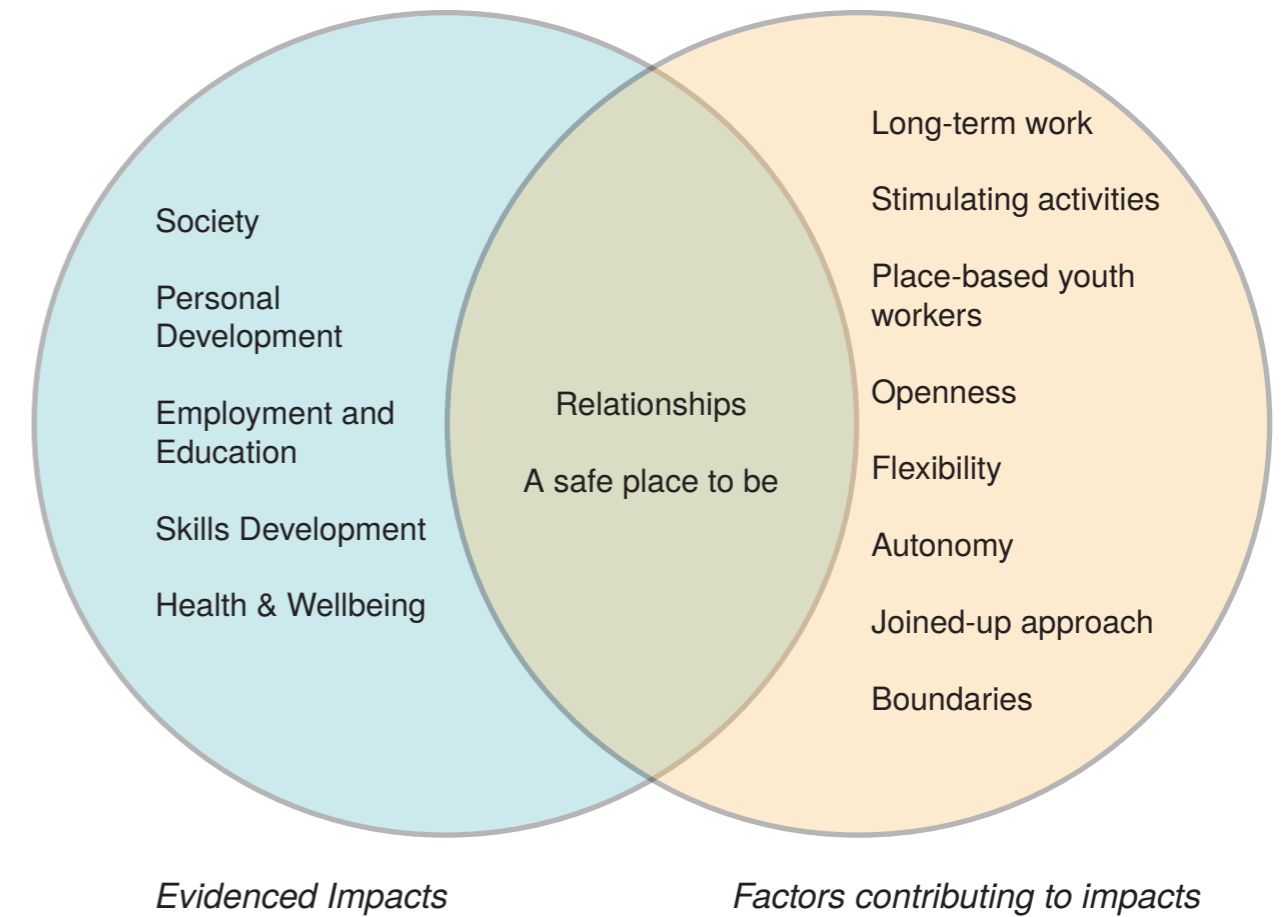 Society
Personal
Development
Employment and
Education
Skills Development
Health & Wellbeing
Relationships
A safe place to be
Long-term work
Stimulating activities
Place-based youth
workers
Openness
Flexibility
Autonomy
Joined-up approach
Boundaries
Evidenced Impacts
Factors contributing to impacts